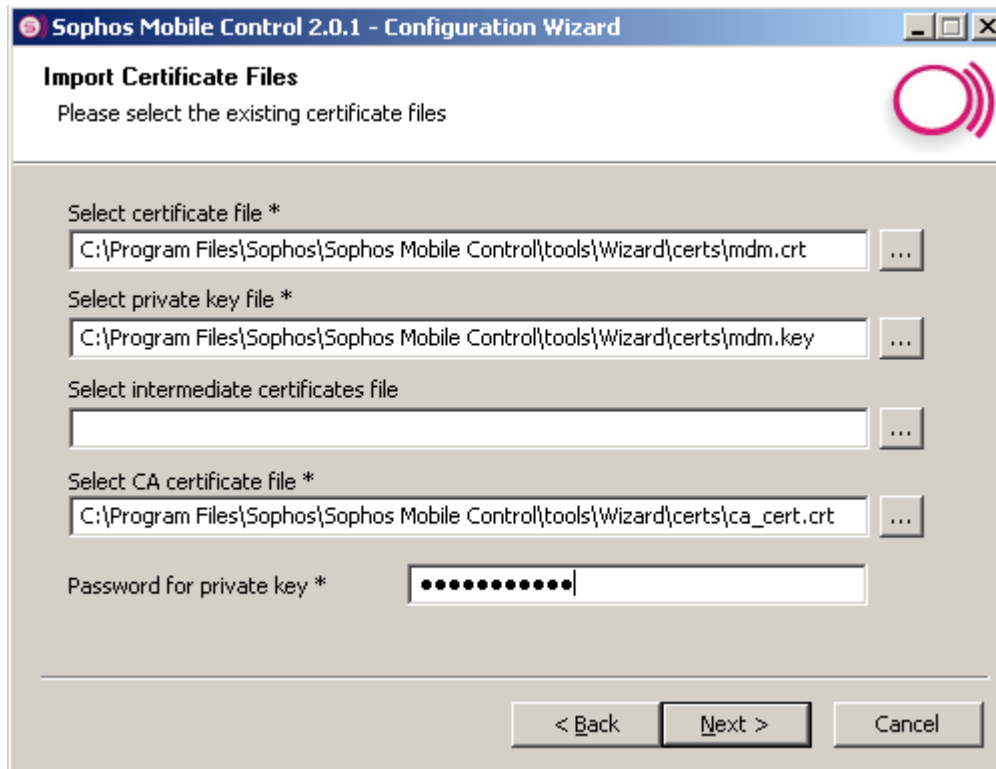 Sophos Mobile Control 2.0.1 - Configuration Wizard
Import Certificate Files
Please select the existing certificate files
Select certificate file *
C:\Program Files\Sophos\Sophos Mobile Control\tools\Wizard\certs\mdm.crt
...
Select private key file *
C:\Program Files\Sophos\Sophos Mobile Control\tools\Wizard\certs\mdm.key
...
Select intermediate certificates file
...
Select CA certificate file *
C:\Program Files\Sophos\Sophos Mobile Control\tools\Wizard\certs\ca_cert.crt
...
Password for private key * ●●●●●●●●●●●
< Back Next > Cancel